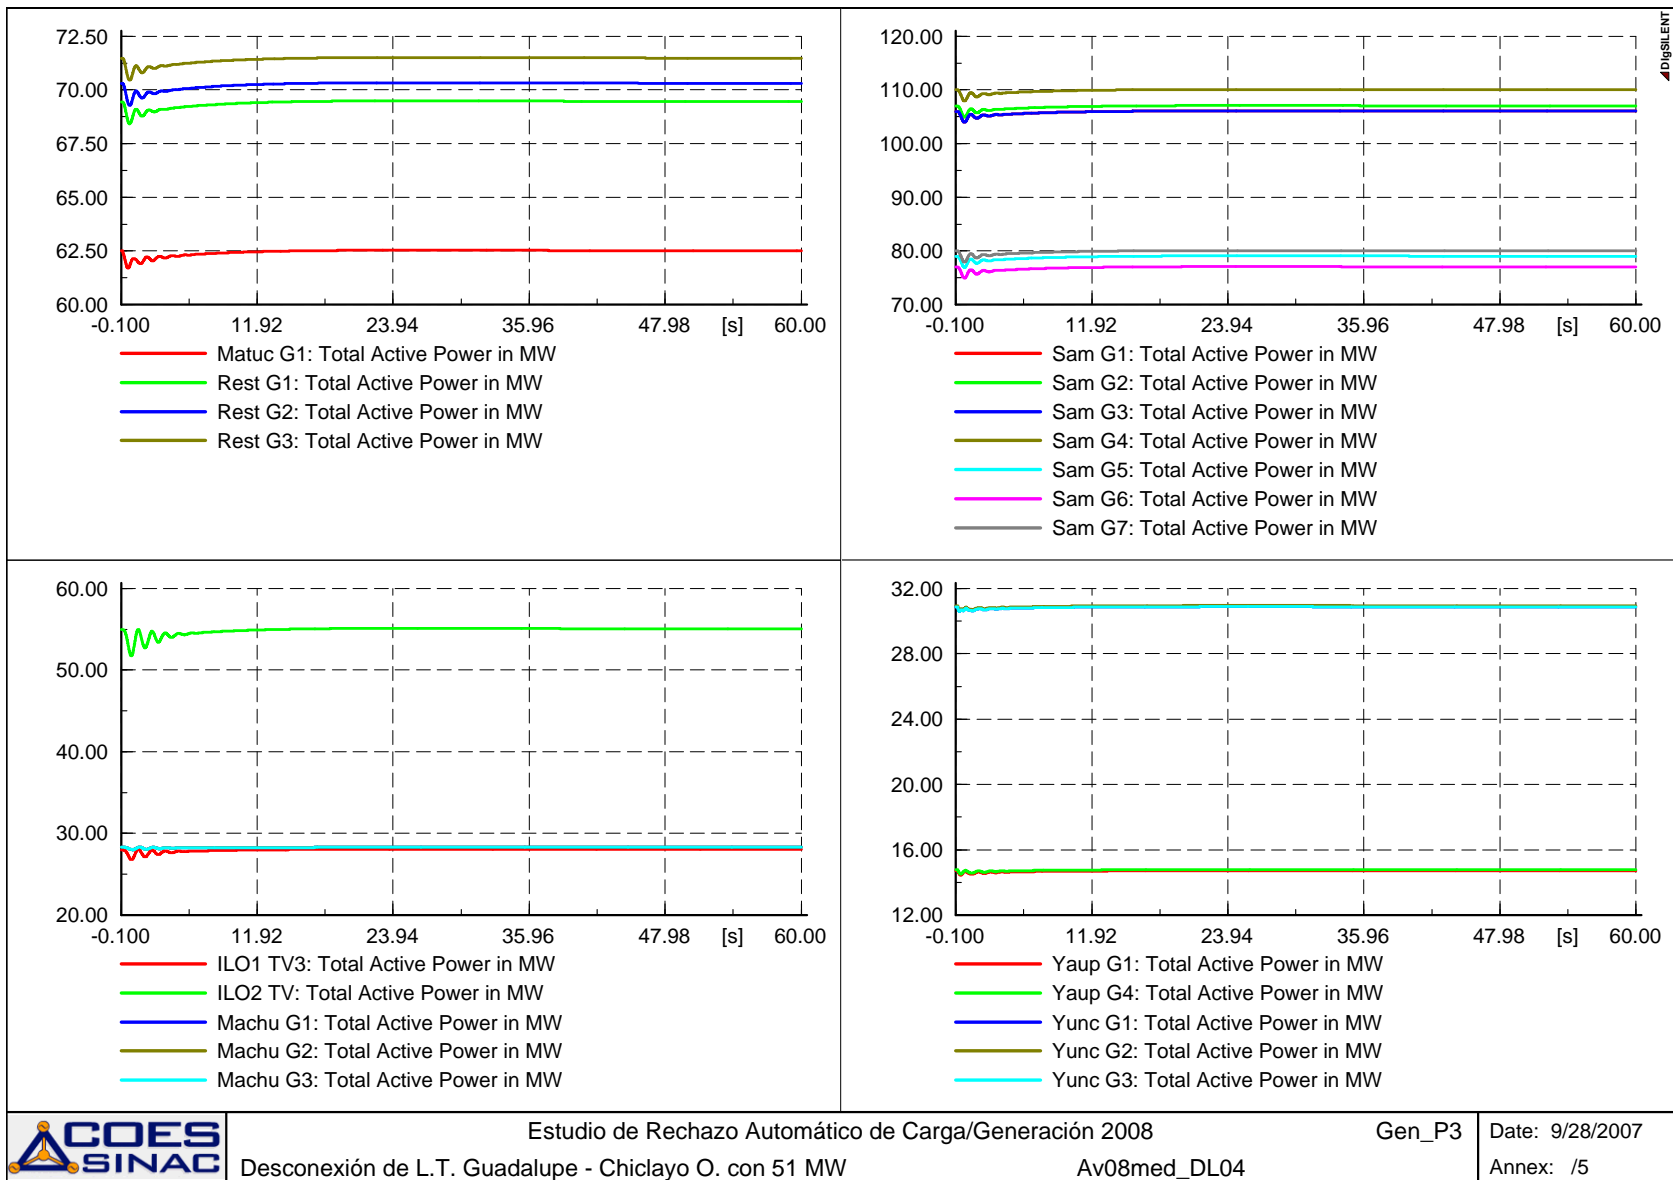 72.50
70.00
67.50
65.00
62.50
60.00
-0.100 11.92 23.94 35.96 47.98 [s] 60.00
Matuc G1: Total Active Power in MW
Rest G1: Total Active Power in MW
Rest G2: Total Active Power in MW
Rest G3: Total Active Power in MW
120.00
110.00
100.00
90.00
80.00
70.00
-0.100 11.92 23.94 35.96 47.98 [s] 60.00
Sam G1: Total Active Power in MW
Sam G2: Total Active Power in MW
Sam G3: Total Active Power in MW
Sam G4: Total Active Power in MW
Sam G5: Total Active Power in MW
Sam G6: Total Active Power in MW
Sam G7: Total Active Power in MW
DIgSILENT
60.00
50.00
40.00
30.00
20.00
-0.100 11.92 23.94 35.96 47.98 [s] 60.00
ILO1 TV3: Total Active Power in MW
ILO2 TV: Total Active Power in MW
Machu G1: Total Active Power in MW
Machu G2: Total Active Power in MW
Machu G3: Total Active Power in MW
32.00
28.00
24.00
20.00
16.00
12.00
-0.100 11.92 23.94 35.96 47.98 [s] 60.00
Yaup G1: Total Active Power in MW
Yaup G4: Total Active Power in MW
Yunc G1: Total Active Power in MW
Yunc G2: Total Active Power in MW
Yunc G3: Total Active Power in MW
COES
SINAC
Estudio de Rechazo Automático de Carga/Generación 2008 Gen_P3
Desconexión de L.T. Guadalupe - Chiclayo O. con 51 MW Av08med_DL04
Date: 9/28/2007
Annex: /5